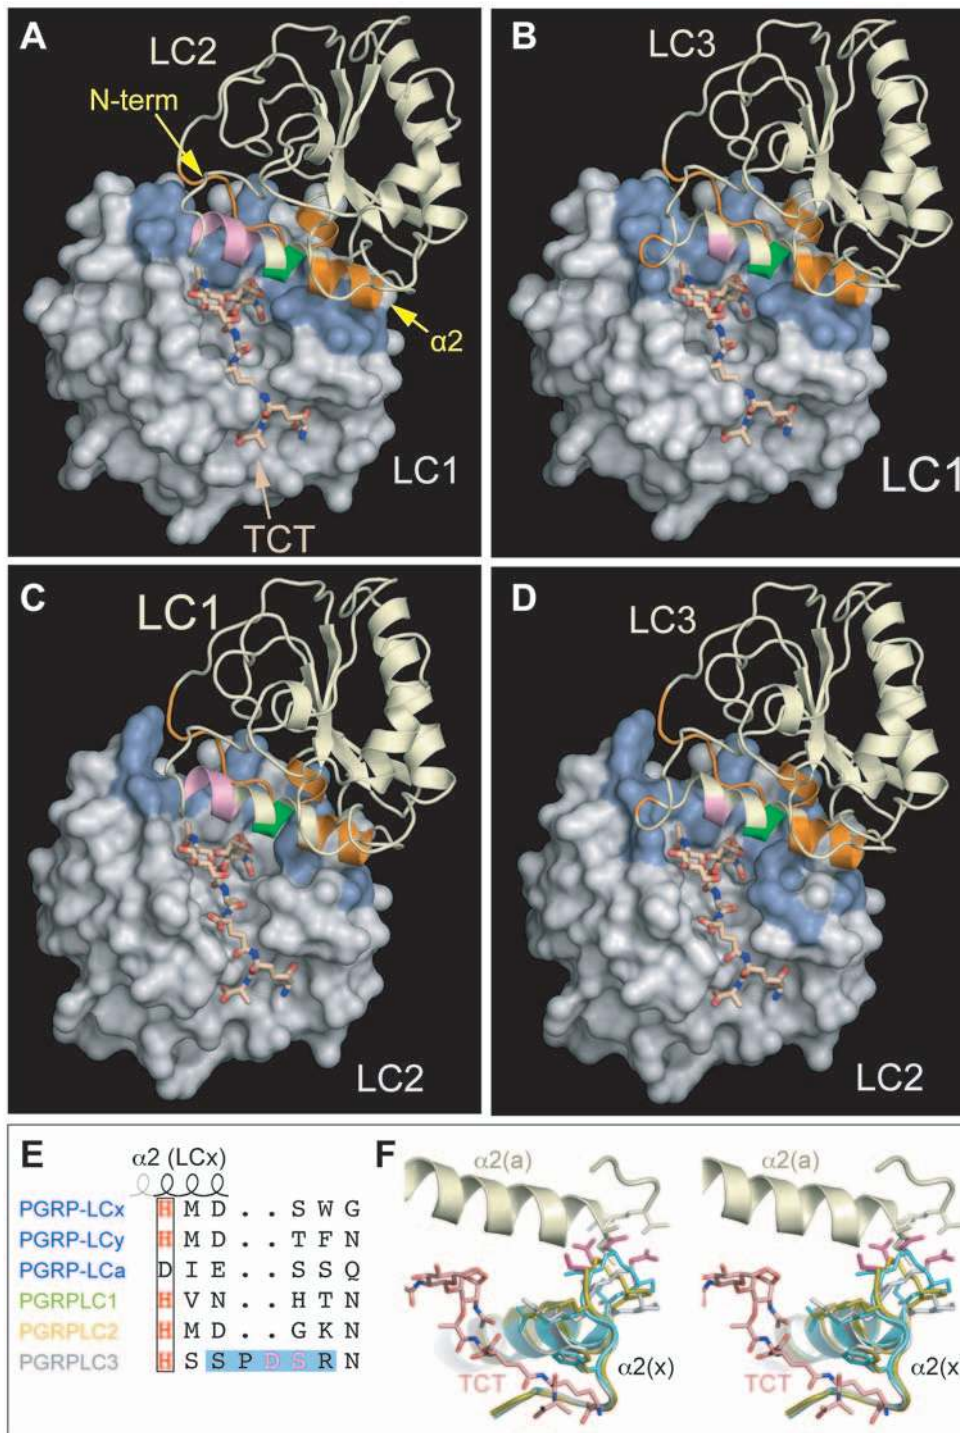 A
LC2
N-term
α2
LC1
TCT
B
LC3
LC1
C
LC1
LC2
D
LC3
LC2
E
α2 (LCx)
PGRP-LCx H M D . . S W G
PGRP-LCy H M D . . T F N
PGRP-LCa D I E . . S S Q
PGRPLC1 H V N . . H T N
PGRPLC2 H M D . . G K N
PGRPLC3 H S S P D S R N
F
α2(a)
TCT
α2(x)
α2(a)
TCT
α2(x